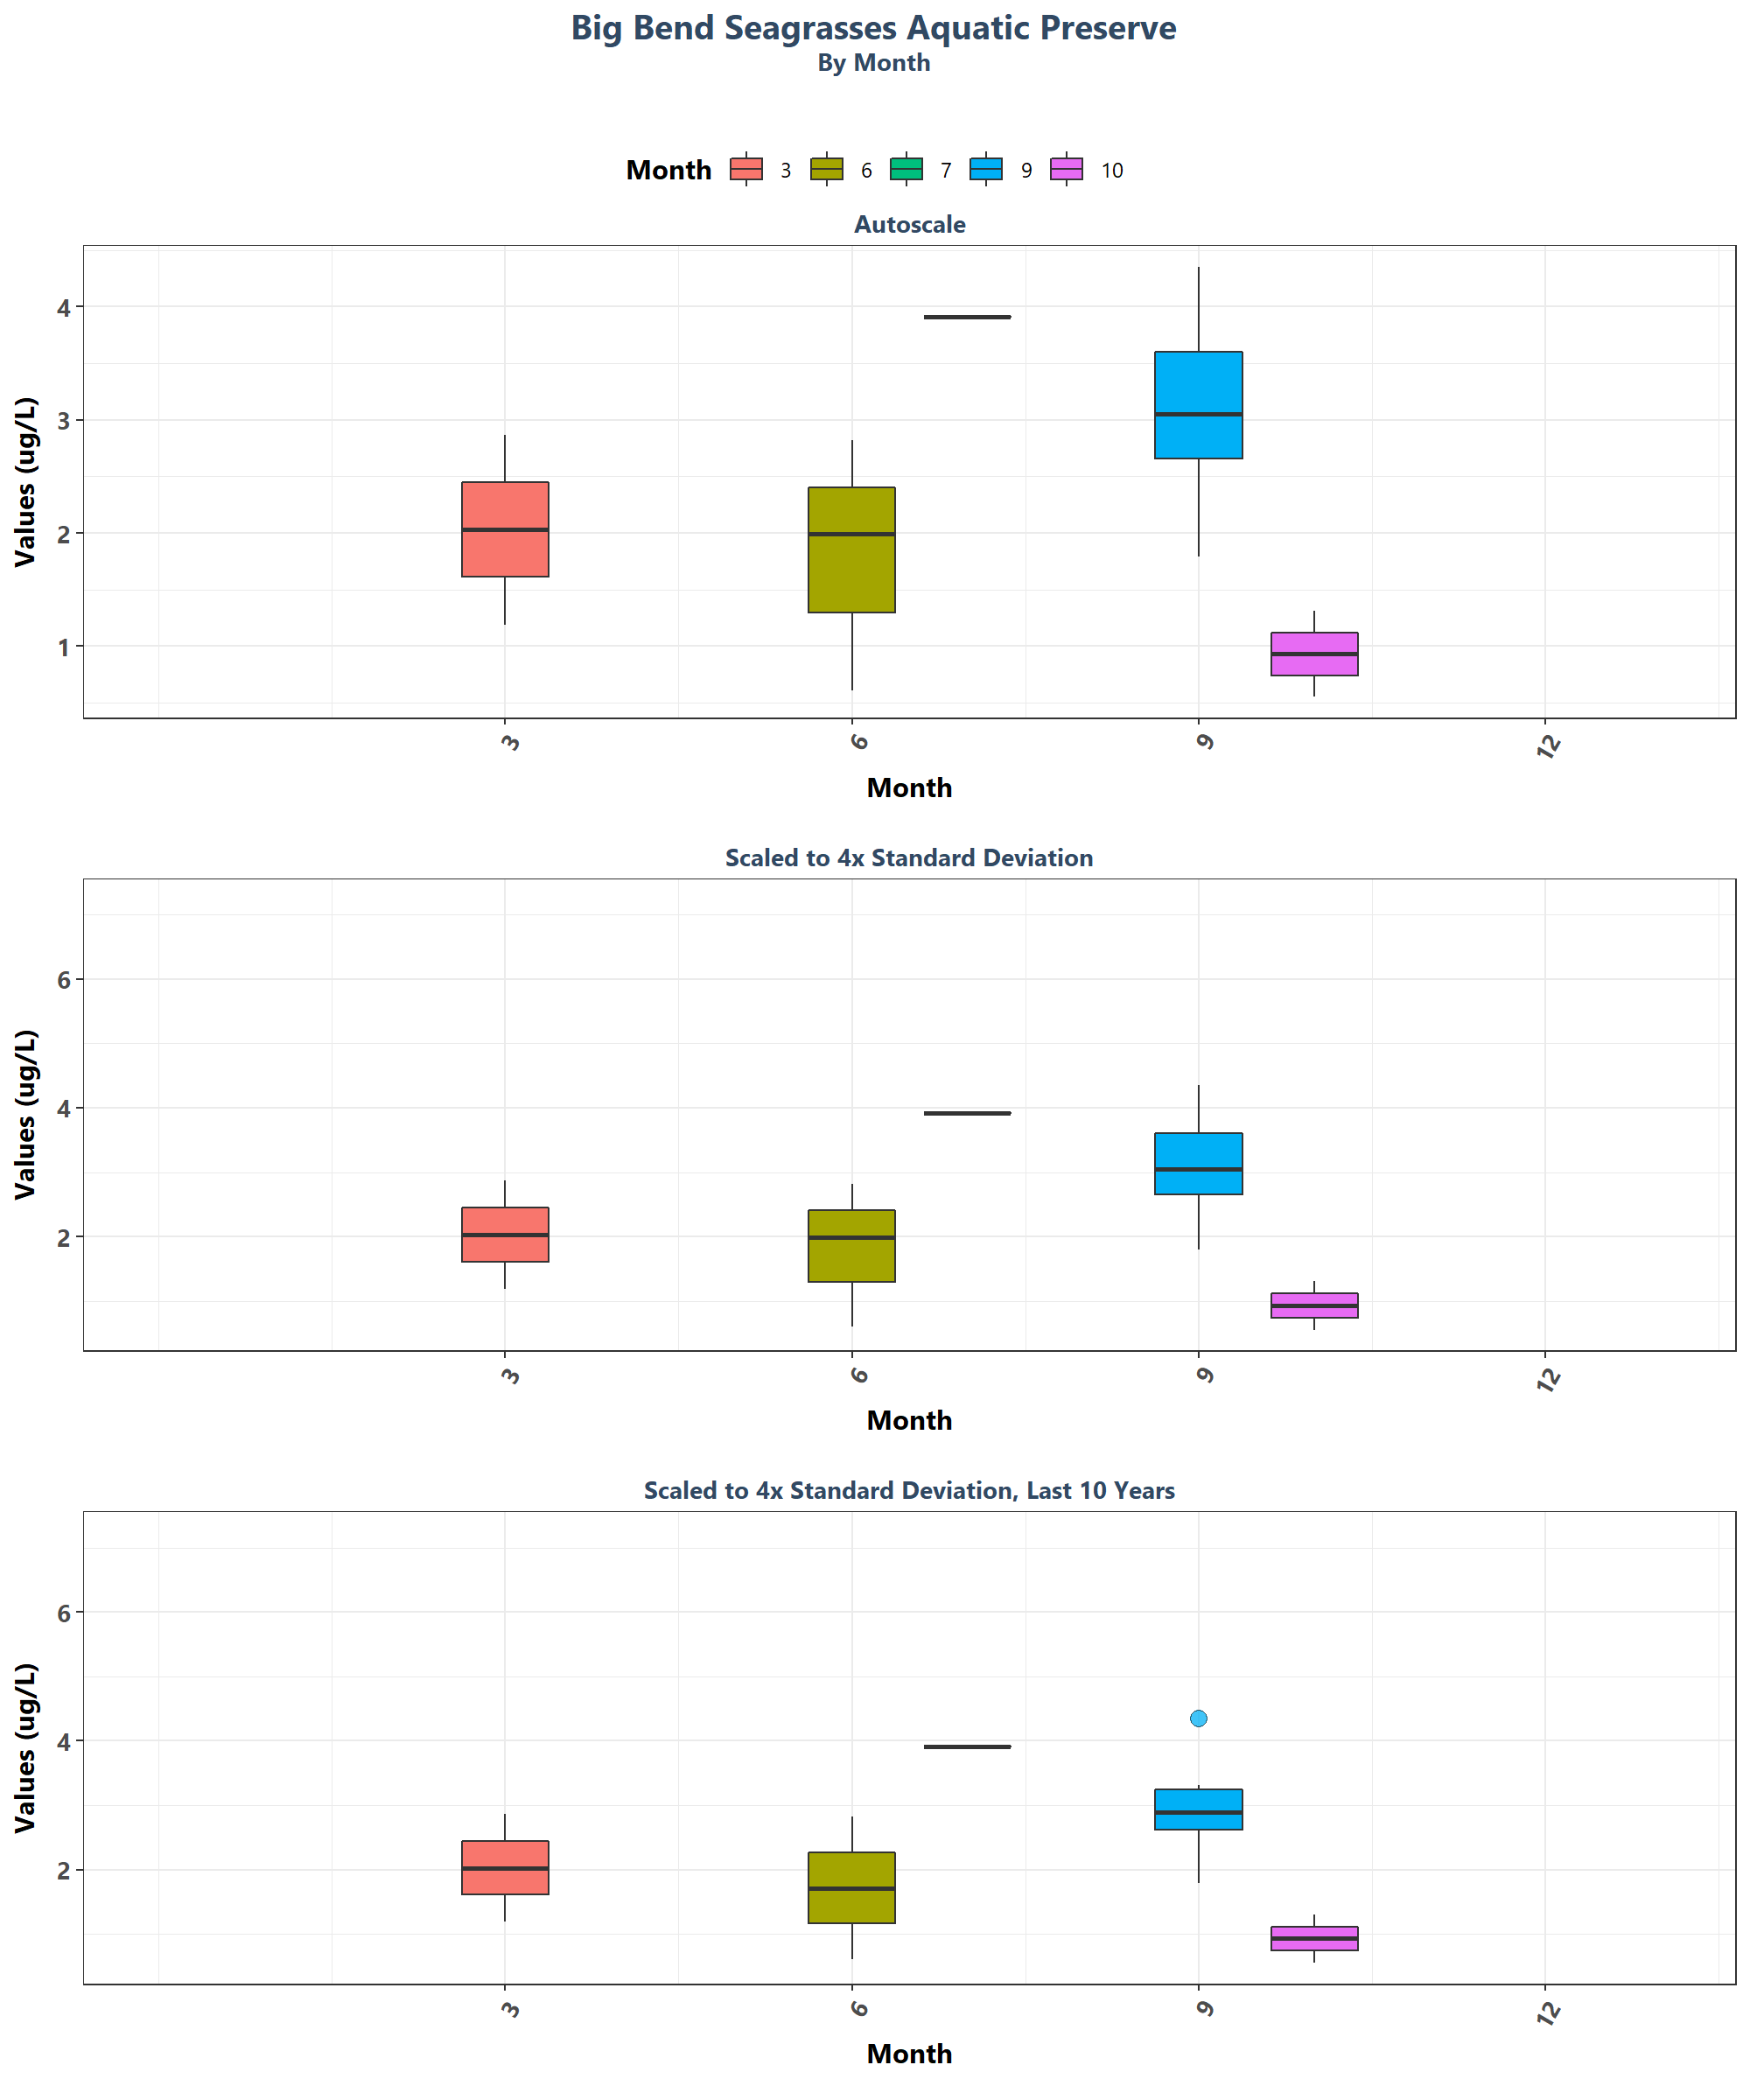 Big Bend Seagrasses Aquatic Preserve
By Month
Month 3 6 7 9 10
Autoscale
Values (ug/L)
4
3
2
1
3 6 9 12
Month
Scaled to 4x Standard Deviation
Values (ug/L)
6
4
2
3 6 9 12
Month
Scaled to 4x Standard Deviation, Last 10 Years
Values (ug/L)
6
4
2
3 6 9 12
Month